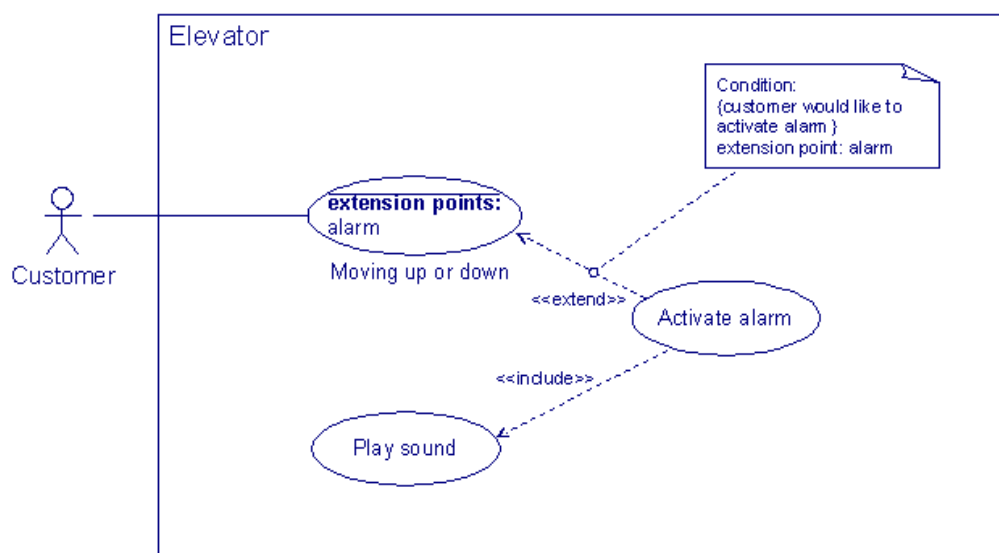 Elevator
Condition:
{customer would like to
activate alarm }
extension point: alarm
extension points:
alarm
Customer
Moving up or down
<<extend>>
Activate alarm
<<include>>
Play sound